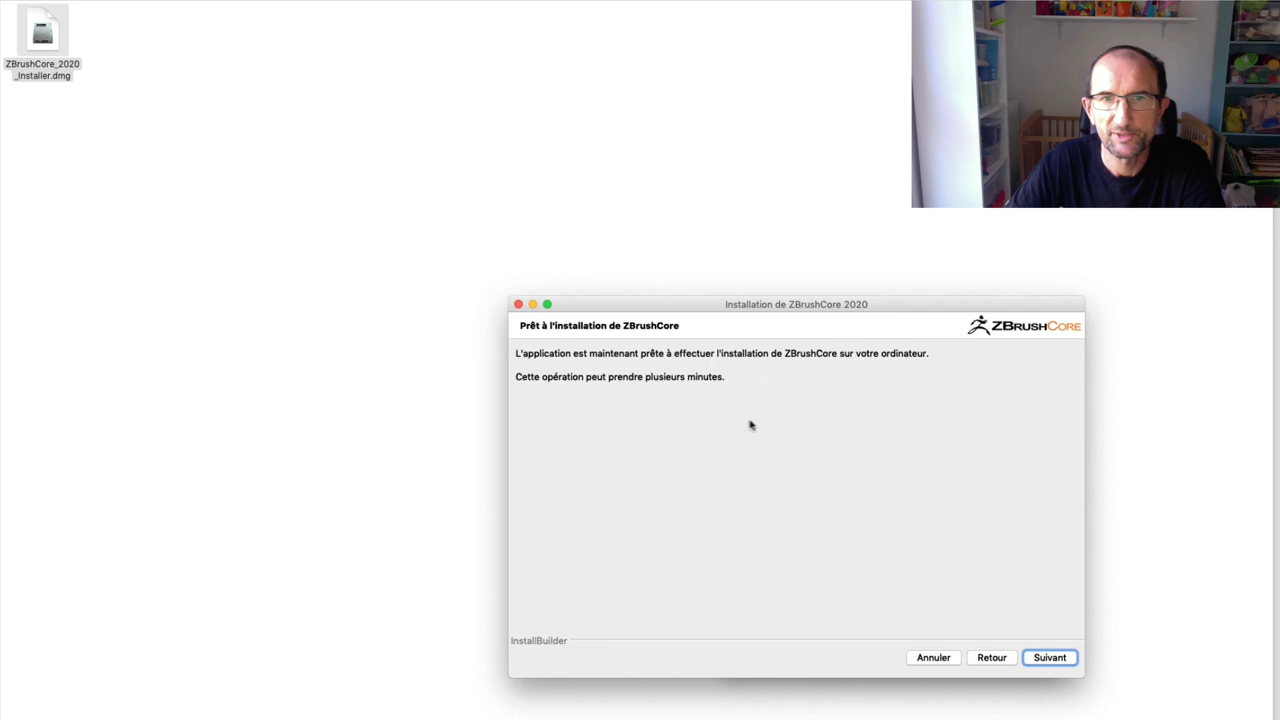 ZBrushCore_2020
_Installer.dmg
Installation de ZBrushCore 2020
Prêt à l'installation de ZBrushCore
ZBRUSHCORE
L'application est maintenant prête à effectuer l'installation de ZBrushCore sur votre ordinateur.
Cette opération peut prendre plusieurs minutes.
InstallBuilder
Annuler
Retour
Suivant